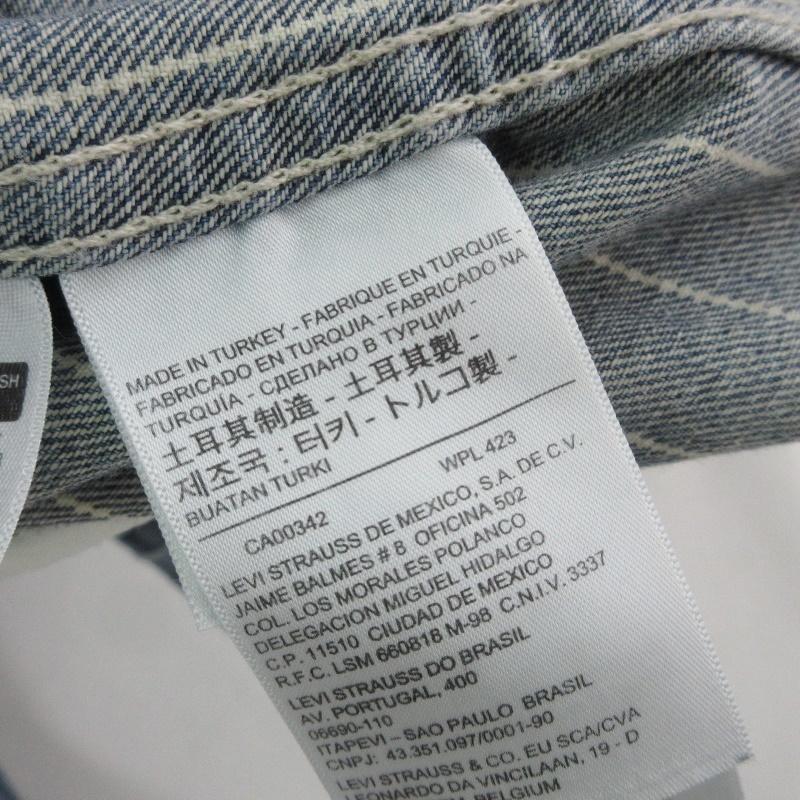 SH
MADE IN TURKEY - FABRIQUE EN TURQUIE -
FABRICADO EN TURQUIA - FABRICADO NA
TURQUÍA - СДЕЛАНО В ТУРЦИИ -
土耳其制造 - 土耳其製 -
제조국 : 터키 - トルコ製 -
BUATAN TURKI
CA00342 WPL 423
LEVI STRAUSS DE MEXICO, S.A. DE C.V.
JAIME BALMES # 8 OFICINA 502
COL. LOS MORALES POLANCO
DELEGACION MIGUEL HIDALGO
C.P. 11510 CIUDAD DE MEXICO
R.F.C. LSM 660818 M-98 C.N.I.V. 3337
LEVI STRAUSS DO BRASIL
AV. PORTUGAL, 400
06690-110
ITAPEVI – SAO PAULO BRASIL
CNPJ: 43.351.097/0001-90
LEVI STRAUSS & CO. EU SCA/CVA
LEONARDO DA VINCILAAN, 19 - D
BELGIUM